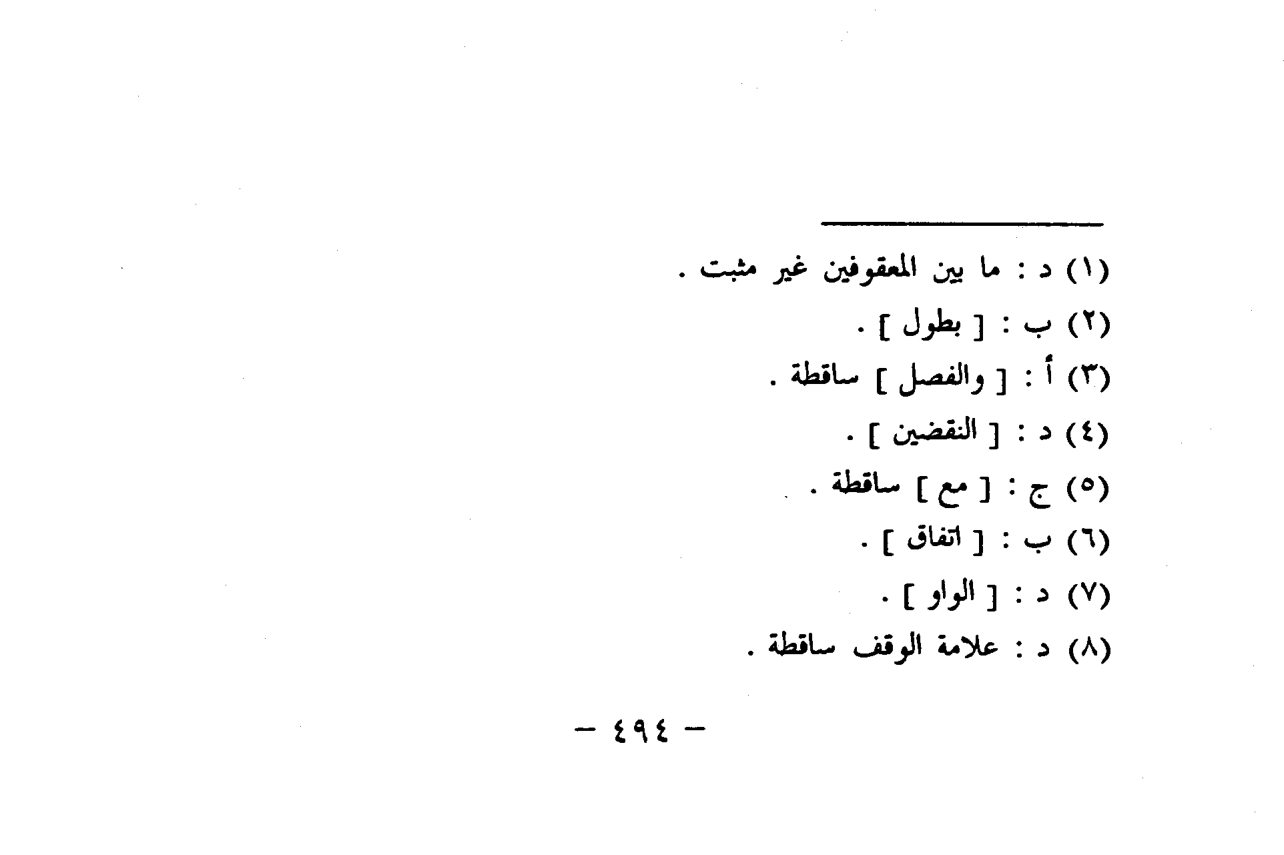 (١) د : ما بين المعقوفين غير مثبت .
(٢) ب : [ بطول ] .
(٣) أ : [ والفصل ] ساقطة .
(٤) د : [ النقضين ] .
(٥) ج : [ مع ] ساقطة .
(٦) ب : [ اتفاق ] .
(٧) د : [ الواو ] .
(٨) د : علامة الوقف ساقطة .
– ٤٩٤ –